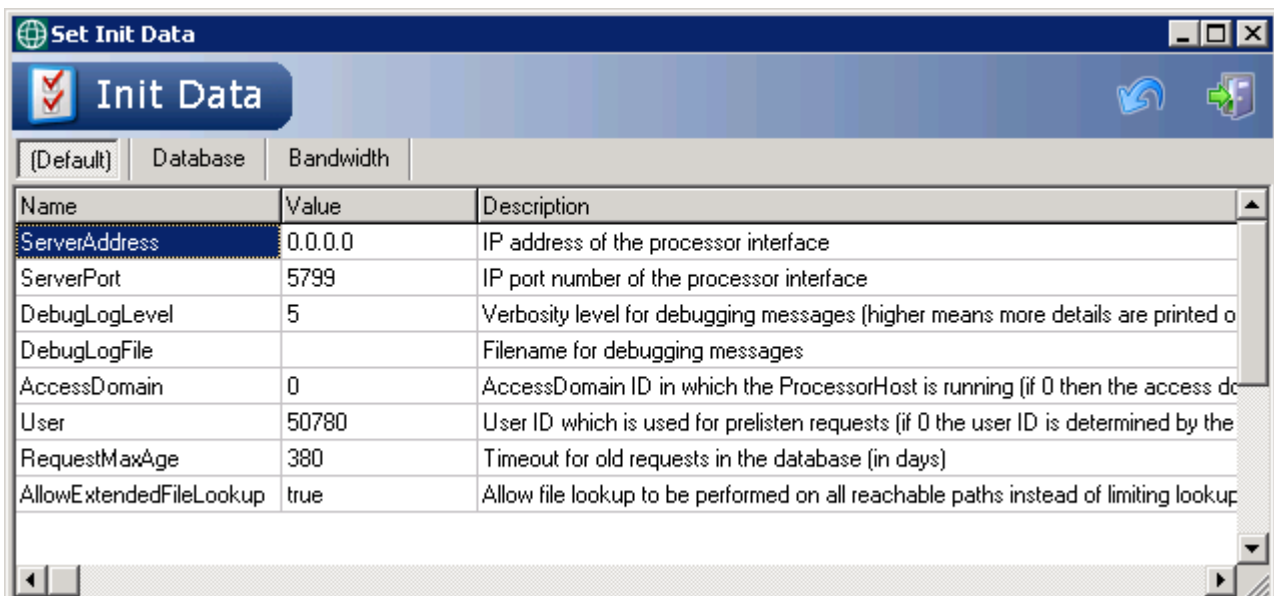 Set Init Data
Init Data
(Default) Database Bandwidth
Name Value Description
ServerAddress 0.0.0.0 IP address of the processor interface
ServerPort 5799 IP port number of the processor interface
DebugLogLevel 5 Verbosity level for debugging messages (higher means more details are printed o
DebugLogFile Filename for debugging messages
AccessDomain 0 AccessDomain ID in which the ProcessorHost is running (if 0 then the access do
User 50780 User ID which is used for prelisten requests (if 0 the user ID is determined by the
RequestMaxAge 380 Timeout for old requests in the database (in days)
AllowExtendedFileLookup true Allow file lookup to be performed on all reachable paths instead of limiting lookup